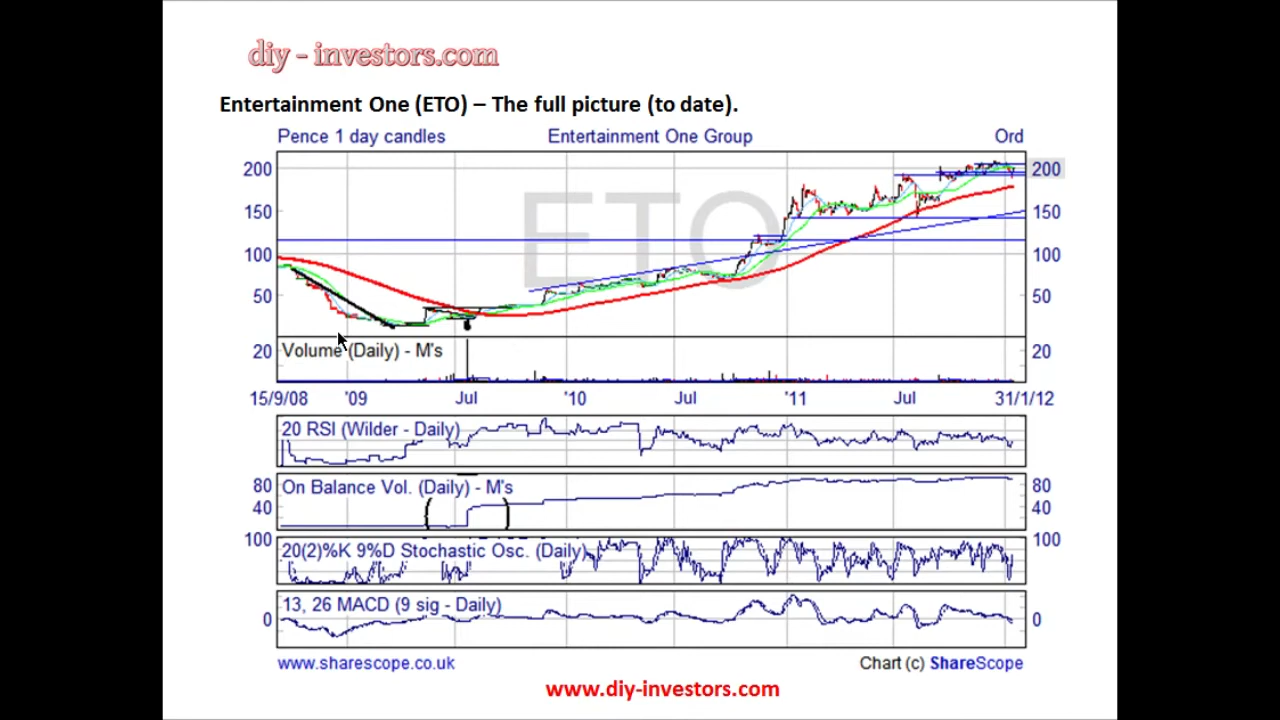 diy - investors.com
Entertainment One (ETO) – The full picture (to date).
Pence 1 day candles Entertainment One Group Ord
ETO
200 200
150 150
100 100
50 50
20 Volume (Daily) - M's 20
15/9/08 '09 Jul '10 Jul '11 Jul 31/1/12
20 RSI (Wilder - Daily)
80 On Balance Vol. (Daily) - M's 80
40 40
100 20(2)%K 9%D Stochastic Osc. (Daily) 100
13, 26 MACD (9 sig - Daily)
0 0
www.sharescope.co.uk Chart (c) ShareScope
www.diy-investors.com